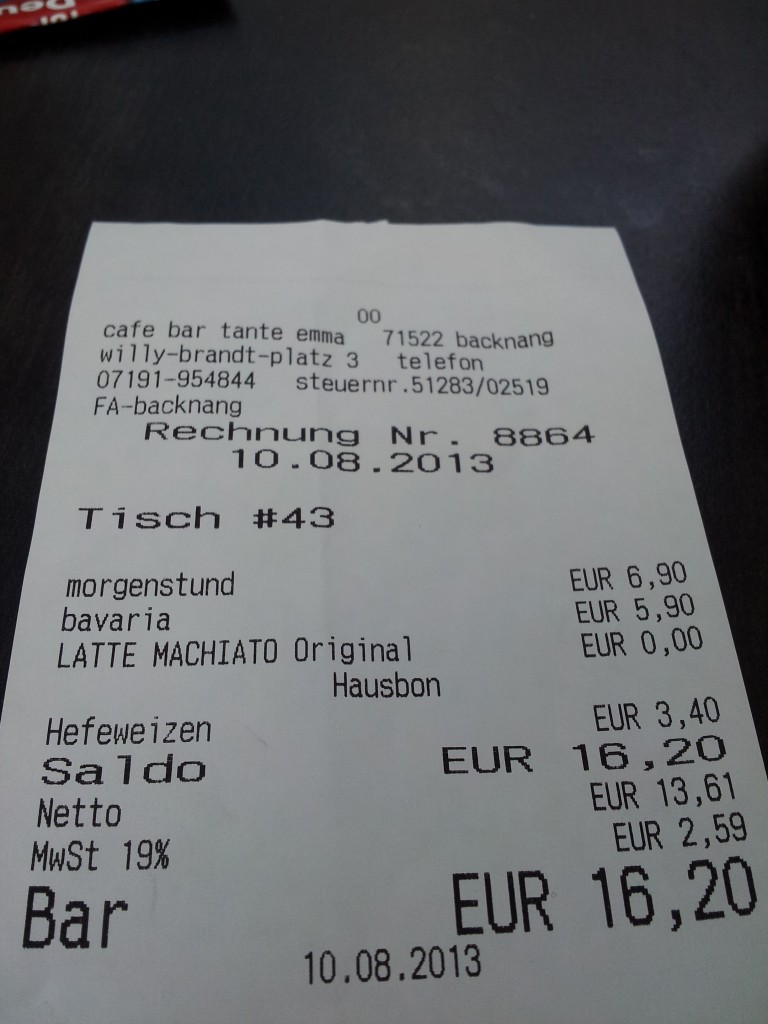 00
cafe bar tante emma 71522 backnang
willy-brandt-platz 3 telefon
07191-954844 steuernr.51283/02519
FA-backnang
Rechnung Nr. 8864
10.08.2013
Tisch #43
morgenstund EUR 6,90
bavaria EUR 5,90
LATTE MACHIATO Original EUR 0,00
Hausbon
Hefeweizen EUR 3,40
Saldo EUR 16,20
Netto EUR 13,61
MwSt 19% EUR 2,59
Bar EUR 16,20
10.08.2013